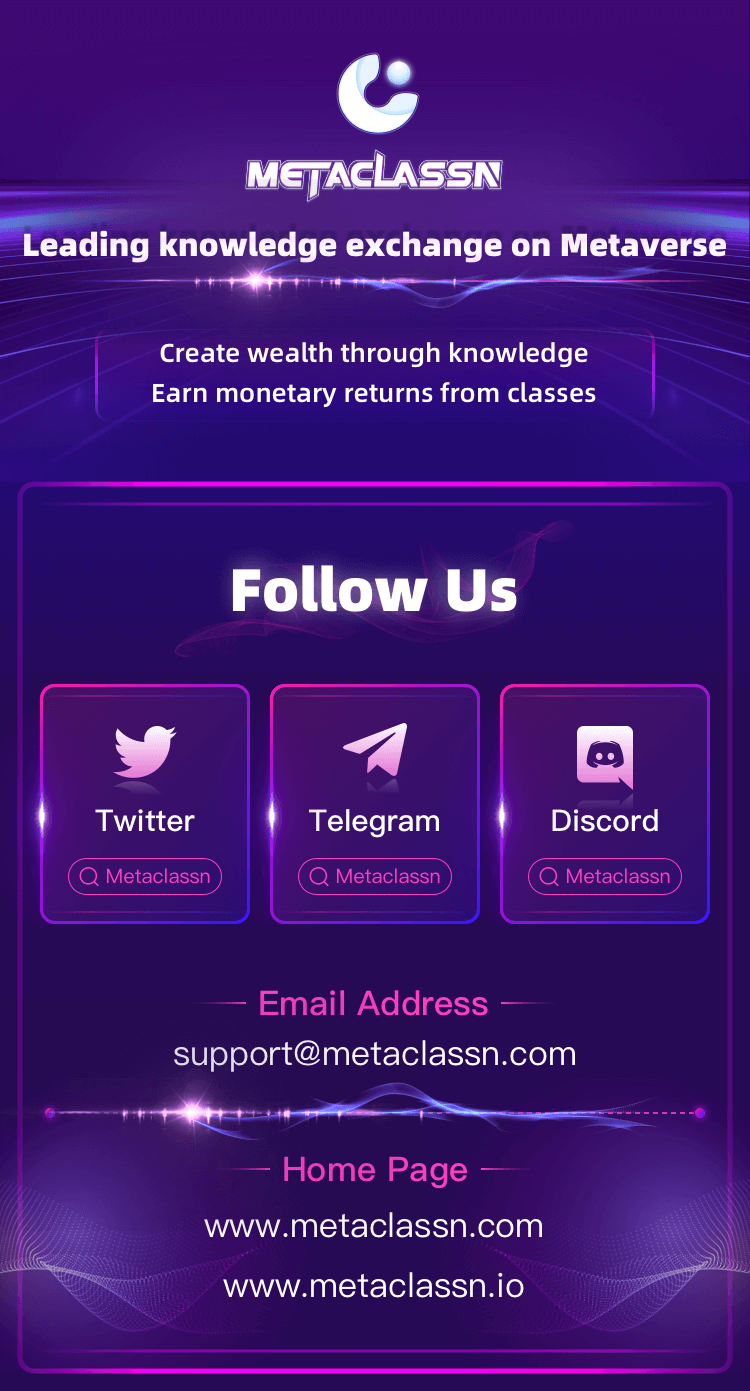 METACLASSN
Leading knowledge exchange on Metaverse
Create wealth through knowledge
Earn monetary returns from classes
Follow Us
Twitter
Metaclassn
Telegram
Metaclassn
Discord
Metaclassn
Email Address
support@metaclassn.com
Home Page
www.metaclassn.com
www.metaclassn.io